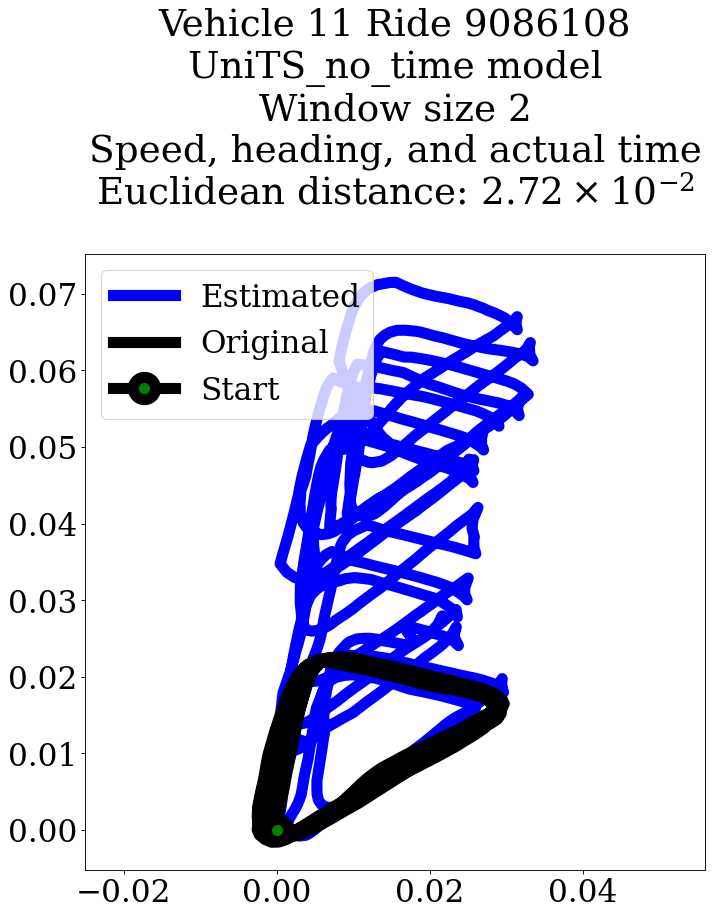 Vehicle 11 Ride 9086108
UniTS_no_time model
Window size 2
Speed, heading, and actual time
Euclidean distance: 2.72 × 10⁻²
Estimated
Original
Start
0.07
0.06
0.05
0.04
0.03
0.02
0.01
0.00
−0.02
0.00
0.02
0.04